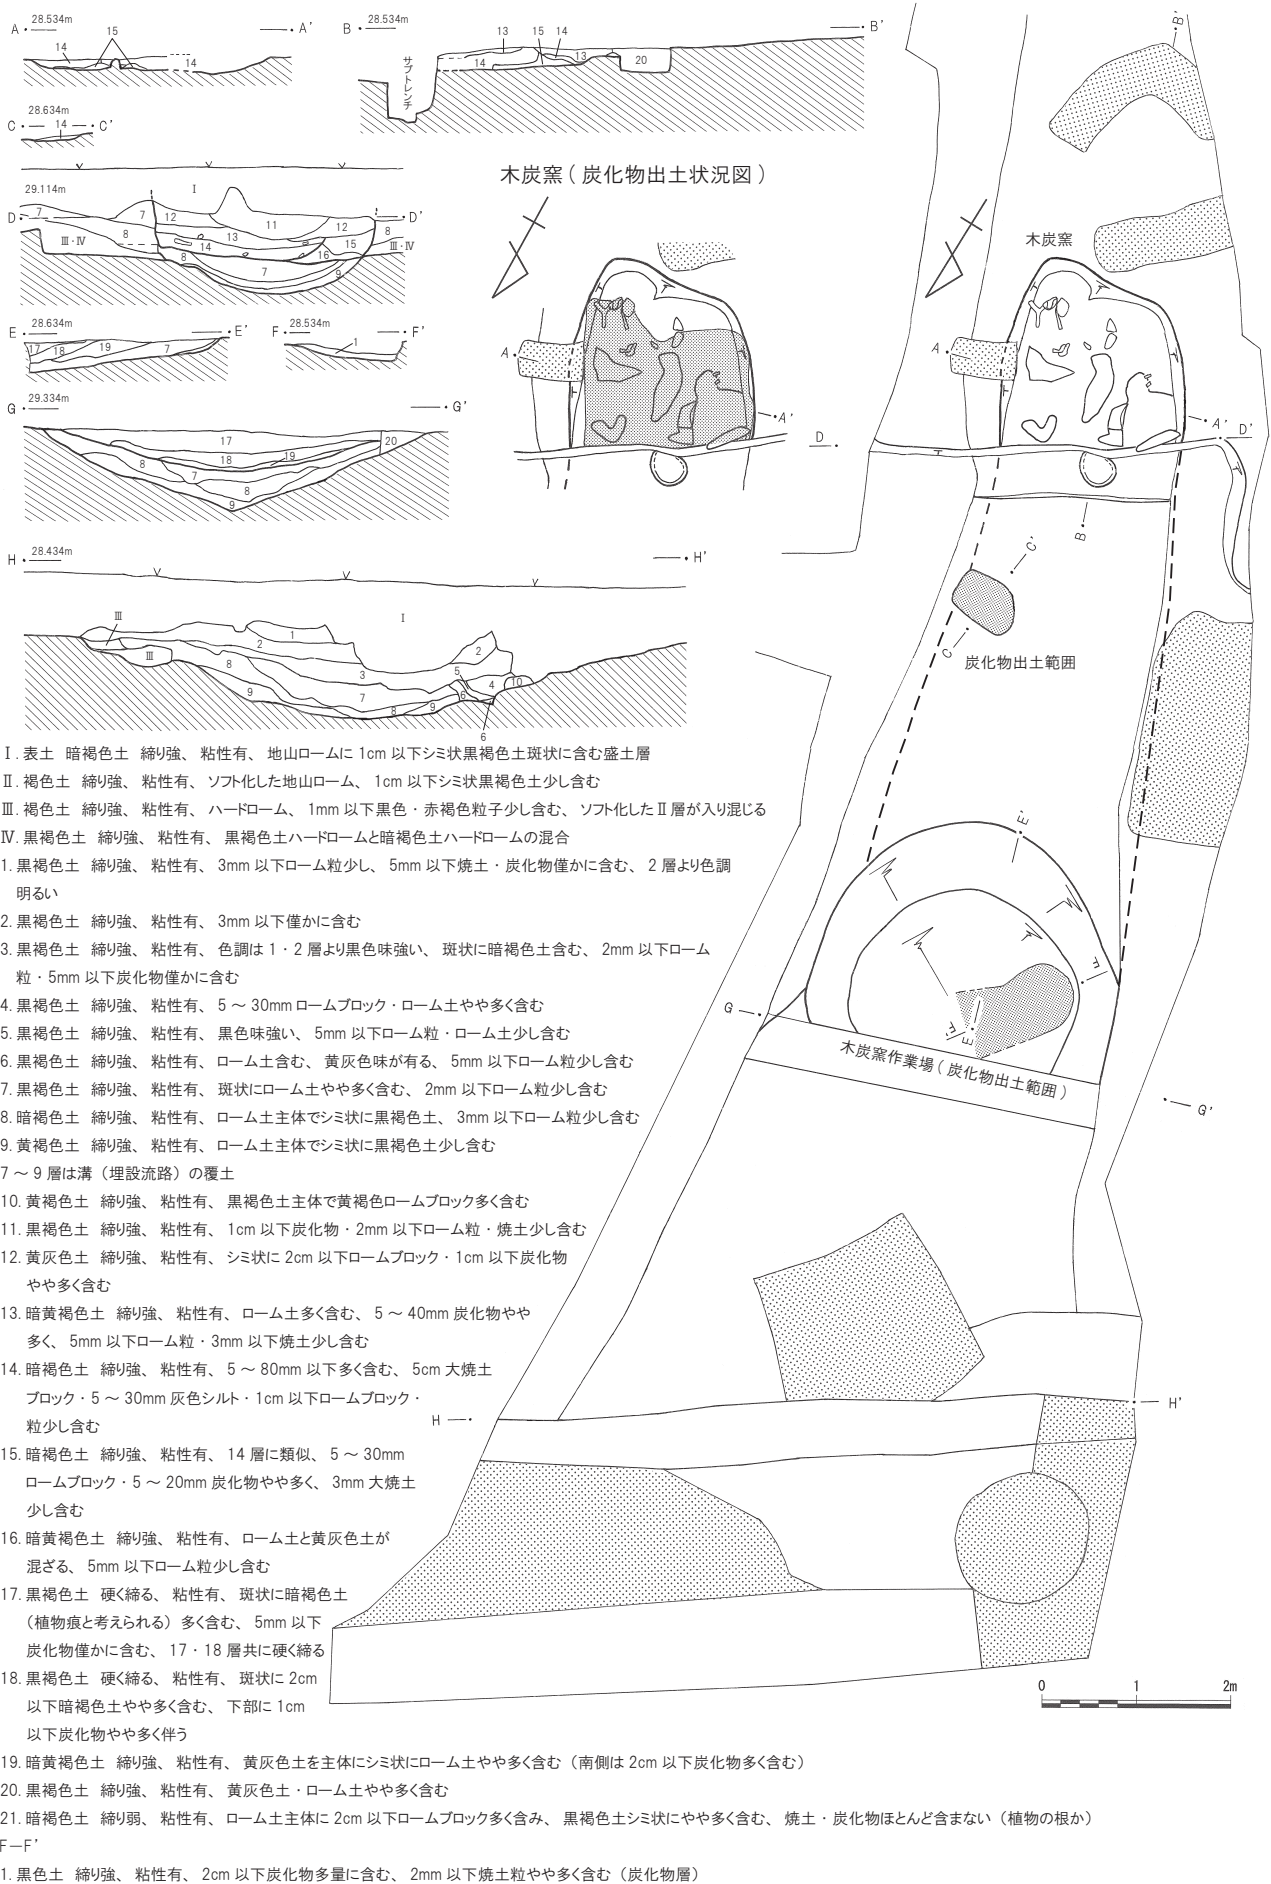 A 28.534m A'
14 15 14
B 28.534m B'
サブトレンチ 14 13 15 14 13 20
C 28.634m 14 C'
木炭窯 ( 炭化物出土状況図 )
29.114m
D D'
Ⅰ
7 7 12 11 12 8
Ⅲ・Ⅳ 8 13 14 15 Ⅲ・Ⅳ
8 16 7 9
E 28.634m E'
17 18 19 7
F 28.534m F'
1
G 29.334m G'
17 20
18 19
8 7 8 9
H 28.434m H'
Ⅲ Ⅰ
1 2 2
Ⅲ 8 3 5 4 10
9 7 6 8 9
6
B'
木炭窯
A A'
D
A A' D'
B
C' C
炭化物出土範囲
E'
F'
F E
G G'
木炭窯作業場 ( 炭化物出土範囲 )
H H'
0 1 2m
Ⅰ. 表土 暗褐色土 締り強、 粘性有、 地山ロームに 1cm 以下シミ状黒褐色土斑状に含む盛土層
Ⅱ. 褐色土 締り強、 粘性有、 ソフト化した地山ローム、 1cm 以下シミ状黒褐色土少し含む
Ⅲ. 褐色土 締り強、 粘性有、 ハードローム、 1mm 以下黒色・赤褐色粒子少し含む、 ソフト化したⅡ層が入り混じる
Ⅳ. 黒褐色土 締り強、 粘性有、 黒褐色土ハードロームと暗褐色土ハードロームの混合
1. 黒褐色土 締り強、 粘性有、 3mm 以下ローム粒少し、 5mm 以下焼土・炭化物僅かに含む、 2 層より色調
明るい
2. 黒褐色土 締り強、 粘性有、 3mm 以下僅かに含む
3. 黒褐色土 締り強、 粘性有、 色調は 1・2 層より黒色味強い、 斑状に暗褐色土含む、 2mm 以下ローム
粒・5mm 以下炭化物僅かに含む
4. 黒褐色土 締り強、 粘性有、 5 ～ 30mm ロームブロック・ローム土やや多く含む
5. 黒褐色土 締り強、 粘性有、 黒色味強い、 5mm 以下ローム粒・ローム土少し含む
6. 黒褐色土 締り強、 粘性有、 ローム土含む、 黄灰色味が有る、 5mm 以下ローム粒少し含む
7. 黒褐色土 締り強、 粘性有、 斑状にローム土やや多く含む、 2mm 以下ローム粒少し含む
8. 暗褐色土 締り強、 粘性有、 ローム土主体でシミ状に黒褐色土、 3mm 以下ローム粒少し含む
9. 黄褐色土 締り強、 粘性有、 ローム土主体でシミ状に黒褐色土少し含む
7 ～ 9 層は溝（埋設流路）の覆土
10. 黄褐色土 締り強、 粘性有、 黒褐色土主体で黄褐色ロームブロック多く含む
11. 黒褐色土 締り強、 粘性有、 1cm 以下炭化物・2mm 以下ローム粒・焼土少し含む
12. 黄灰色土 締り強、 粘性有、 シミ状に 2cm 以下ロームブロック・1cm 以下炭化物
やや多く含む
13. 暗黄褐色土 締り強、 粘性有、 ローム土多く含む、 5 ～ 40mm 炭化物やや
多く、 5mm 以下ローム粒・3mm 以下焼土少し含む
14. 暗褐色土 締り強、 粘性有、 5 ～ 80mm 以下多く含む、 5cm 大焼土
ブロック・5 ～ 30mm 灰色シルト・1cm 以下ロームブロック・
粒少し含む
15. 暗褐色土 締り強、 粘性有、 14 層に類似、 5 ～ 30mm
ロームブロック・5 ～ 20mm 炭化物やや多く、 3mm 大焼土
少し含む
16. 暗黄褐色土 締り強、 粘性有、 ローム土と黄灰色土が
混ざる、 5mm 以下ローム粒少し含む
17. 黒褐色土 硬く締る、 粘性有、 斑状に暗褐色土
（植物痕と考えられる）多く含む、 5mm 以下
炭化物僅かに含む、 17・18 層共に硬く締る
18. 黒褐色土 硬く締る、 粘性有、 斑状に 2cm
以下暗褐色土やや多く含む、 下部に 1cm
以下炭化物やや多く伴う
19. 暗黄褐色土 締り強、 粘性有、 黄灰色土を主体にシミ状にローム土やや多く含む（南側は 2cm 以下炭化物多く含む）
20. 黒褐色土 締り強、 粘性有、 黄灰色土・ローム土やや多く含む
21. 暗褐土 締り弱、 粘性有、 ローム土主体に 2cm 以下ロームブロック多く含み、 黒褐色土シミ状にやや多く含む、 焼土・炭化物ほとんど含まない（植物の根か）
F－F'
1. 黒色土 締り強、 粘性有、 2cm 以下炭化物多量に含む、 2mm 以下焼土粒やや多く含む（炭化物層）